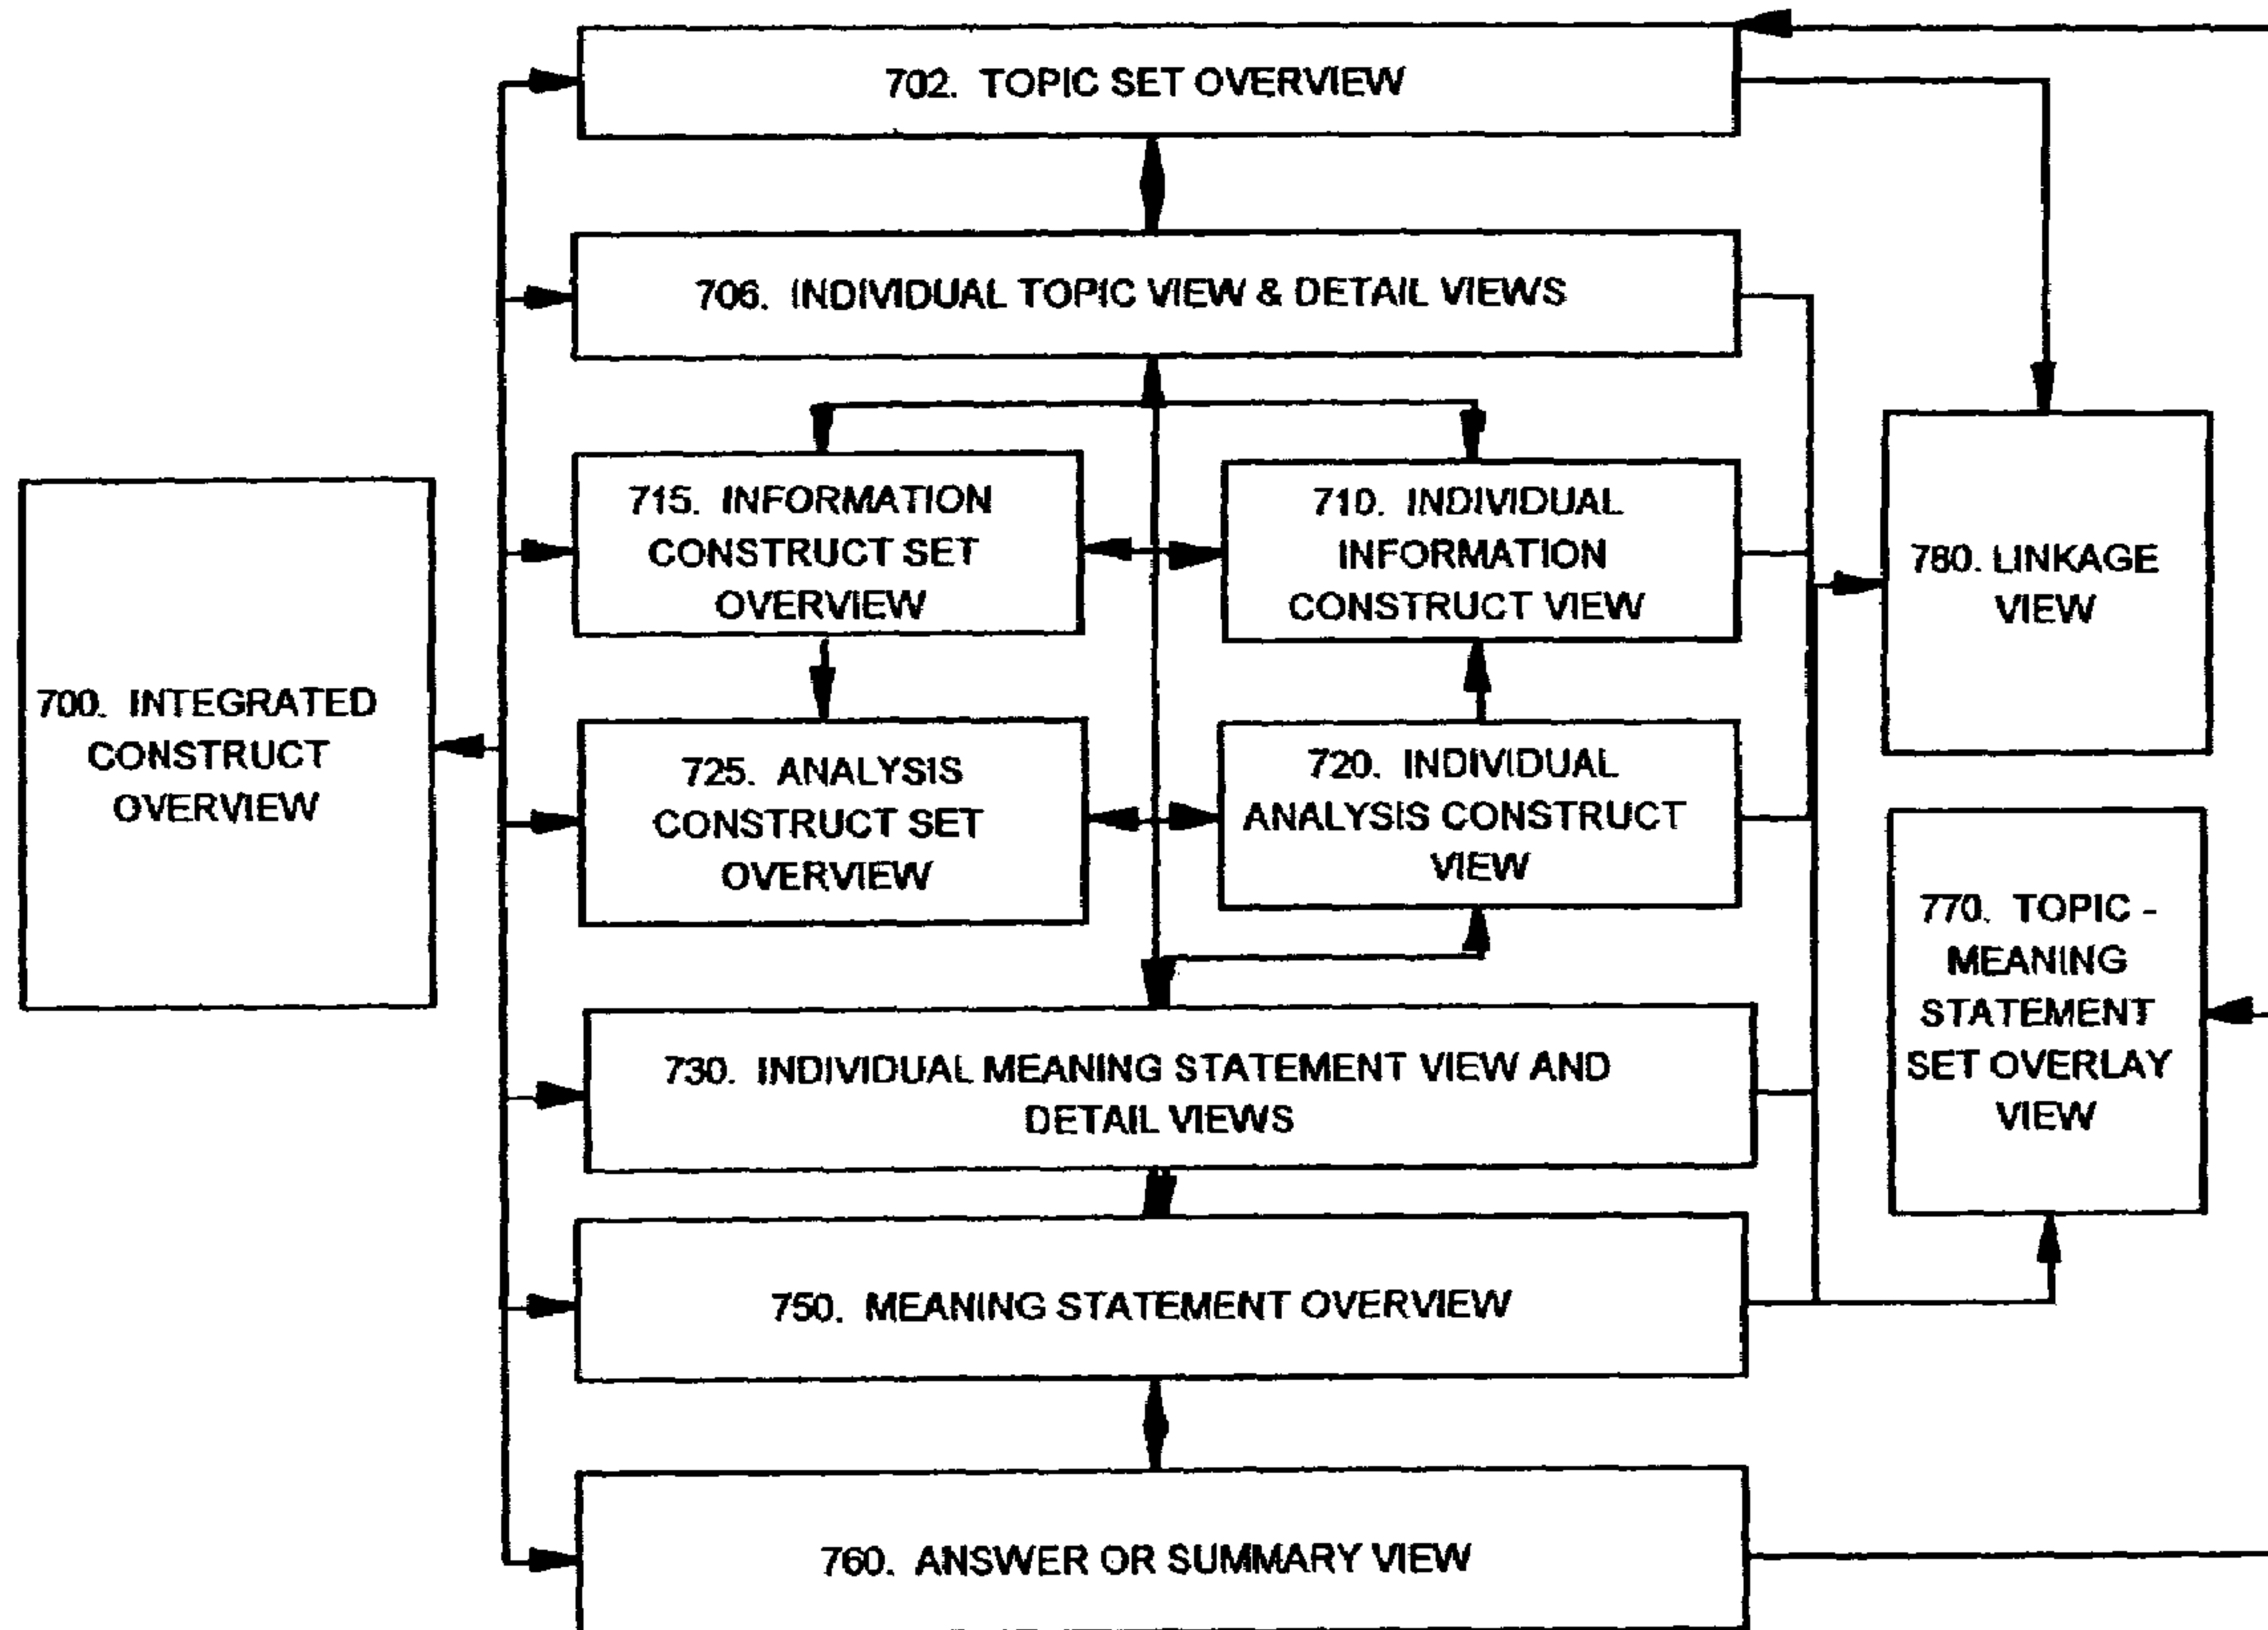 702. TOPIC SET OVERVIEW
706. INDIVIDUAL TOPIC VIEW & DETAIL VIEWS
715. INFORMATION
CONSTRUCT SET
OVERVIEW
710. INDIVIDUAL
INFORMATION
CONSTRUCT VIEW
780. LINKAGE
VIEW
700. INTEGRATED
CONSTRUCT
OVERVIEW
725. ANALYSIS
CONSTRUCT SET
OVERVIEW
720. INDIVIDUAL
ANALYSIS CONSTRUCT
VIEW
770. TOPIC -
MEANING
STATEMENT
SET OVERLAY
VIEW
730. INDIVIDUAL MEANING STATEMENT VIEW AND
DETAIL VIEWS
750. MEANING STATEMENT OVERVIEW
760. ANSWER OR SUMMARY VIEW